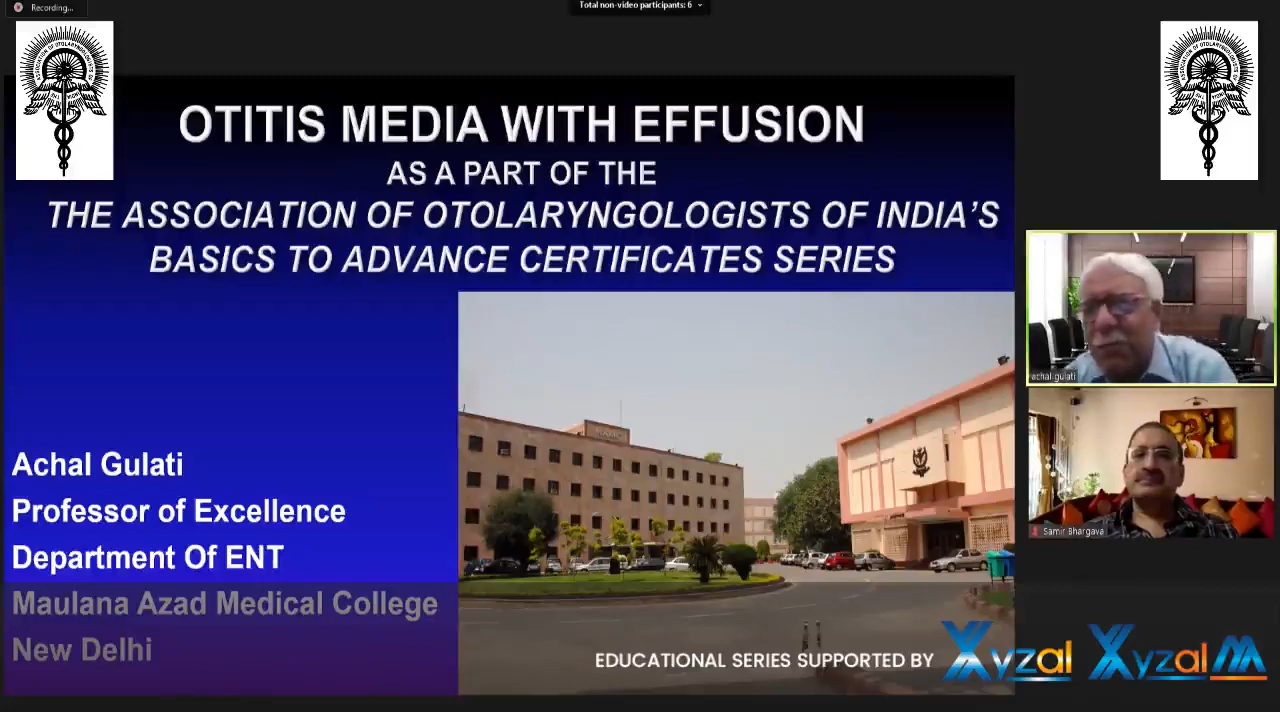 Recording...
Total non-video participants: 6
OTITIS MEDIA WITH EFFUSION
AS A PART OF THE
THE ASSOCIATION OF OTOLARYNGOLOGISTS OF INDIA'S
BASICS TO ADVANCE CERTIFICATES SERIES
Achal Gulati
Professor of Excellence
Department Of ENT
Maulana Azad Medical College
New Delhi
achal gulati
Samir Bhargava
EDUCATIONAL SERIES SUPPORTED BY
Xyzal
Xyzal M